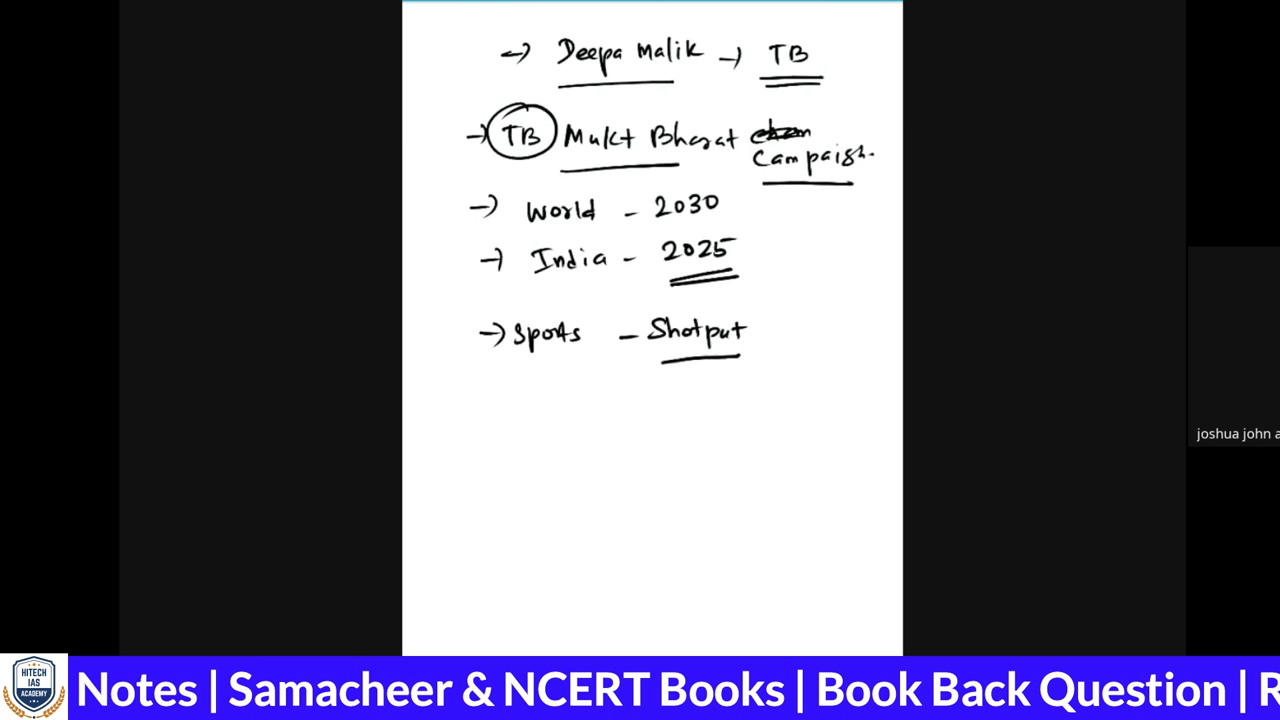 → Deepa Malik → TB
→ TB Mukt Bharat
Campaign.
→ World - 2030
→ India - 2025
→ Sports - Shotput
joshua john a
HITECH
IAS
ACADEMY
Notes | Samacheer & NCERT Books | Book Back Question | R